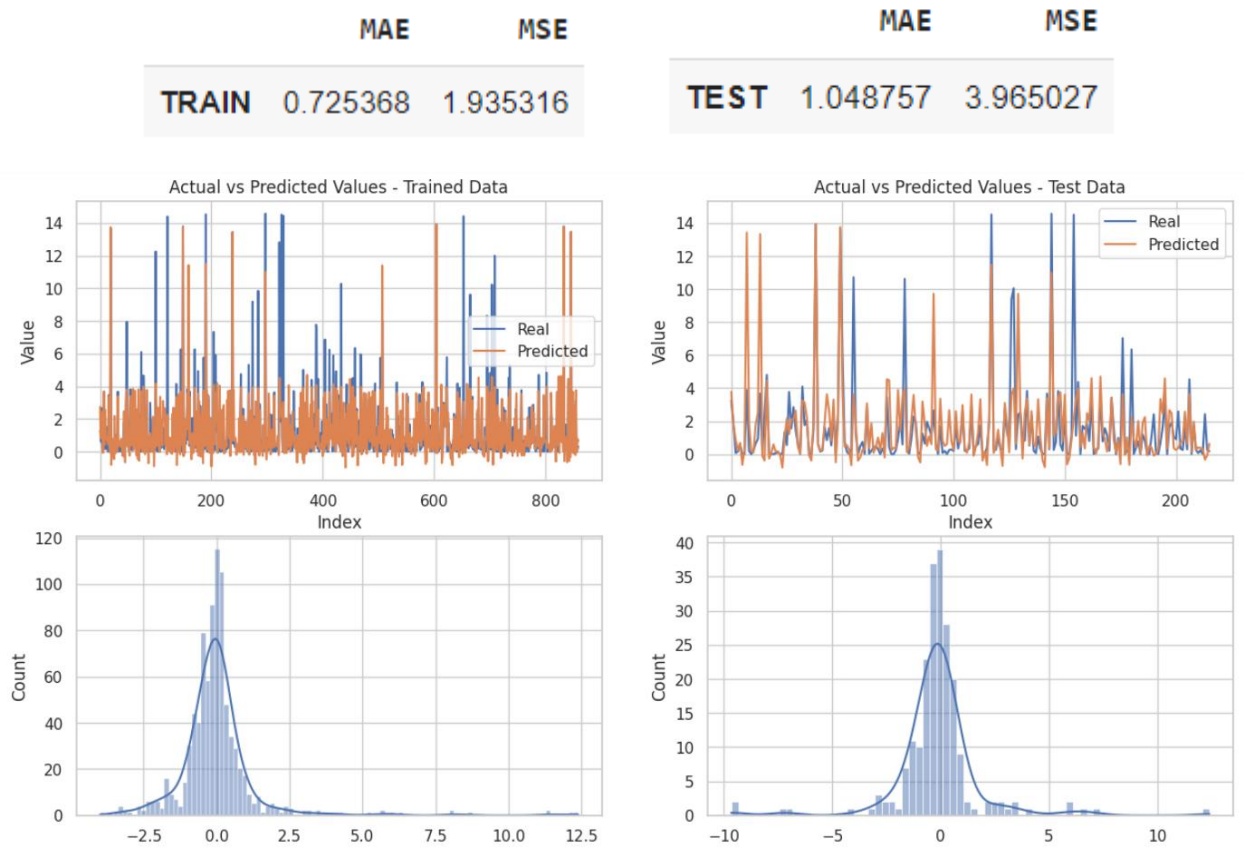 MAE MSE
TRAIN 0.725368 1.935316
MAE MSE
TEST 1.048757 3.965027
Actual vs Predicted Values - Trained Data
14
12
10
8
6
4
2
0
Value
Real
Predicted
0 200 400 600 800
Index
Actual vs Predicted Values - Test Data
14
12
10
8
6
4
2
0
Value
Real
Predicted
0 50 100 150 200
Index
120
100
80
60
40
20
0
Count
−2.5 0.0 2.5 5.0 7.5 10.0 12.5
40
35
30
25
20
15
10
5
0
Count
−10 −5 0 5 10